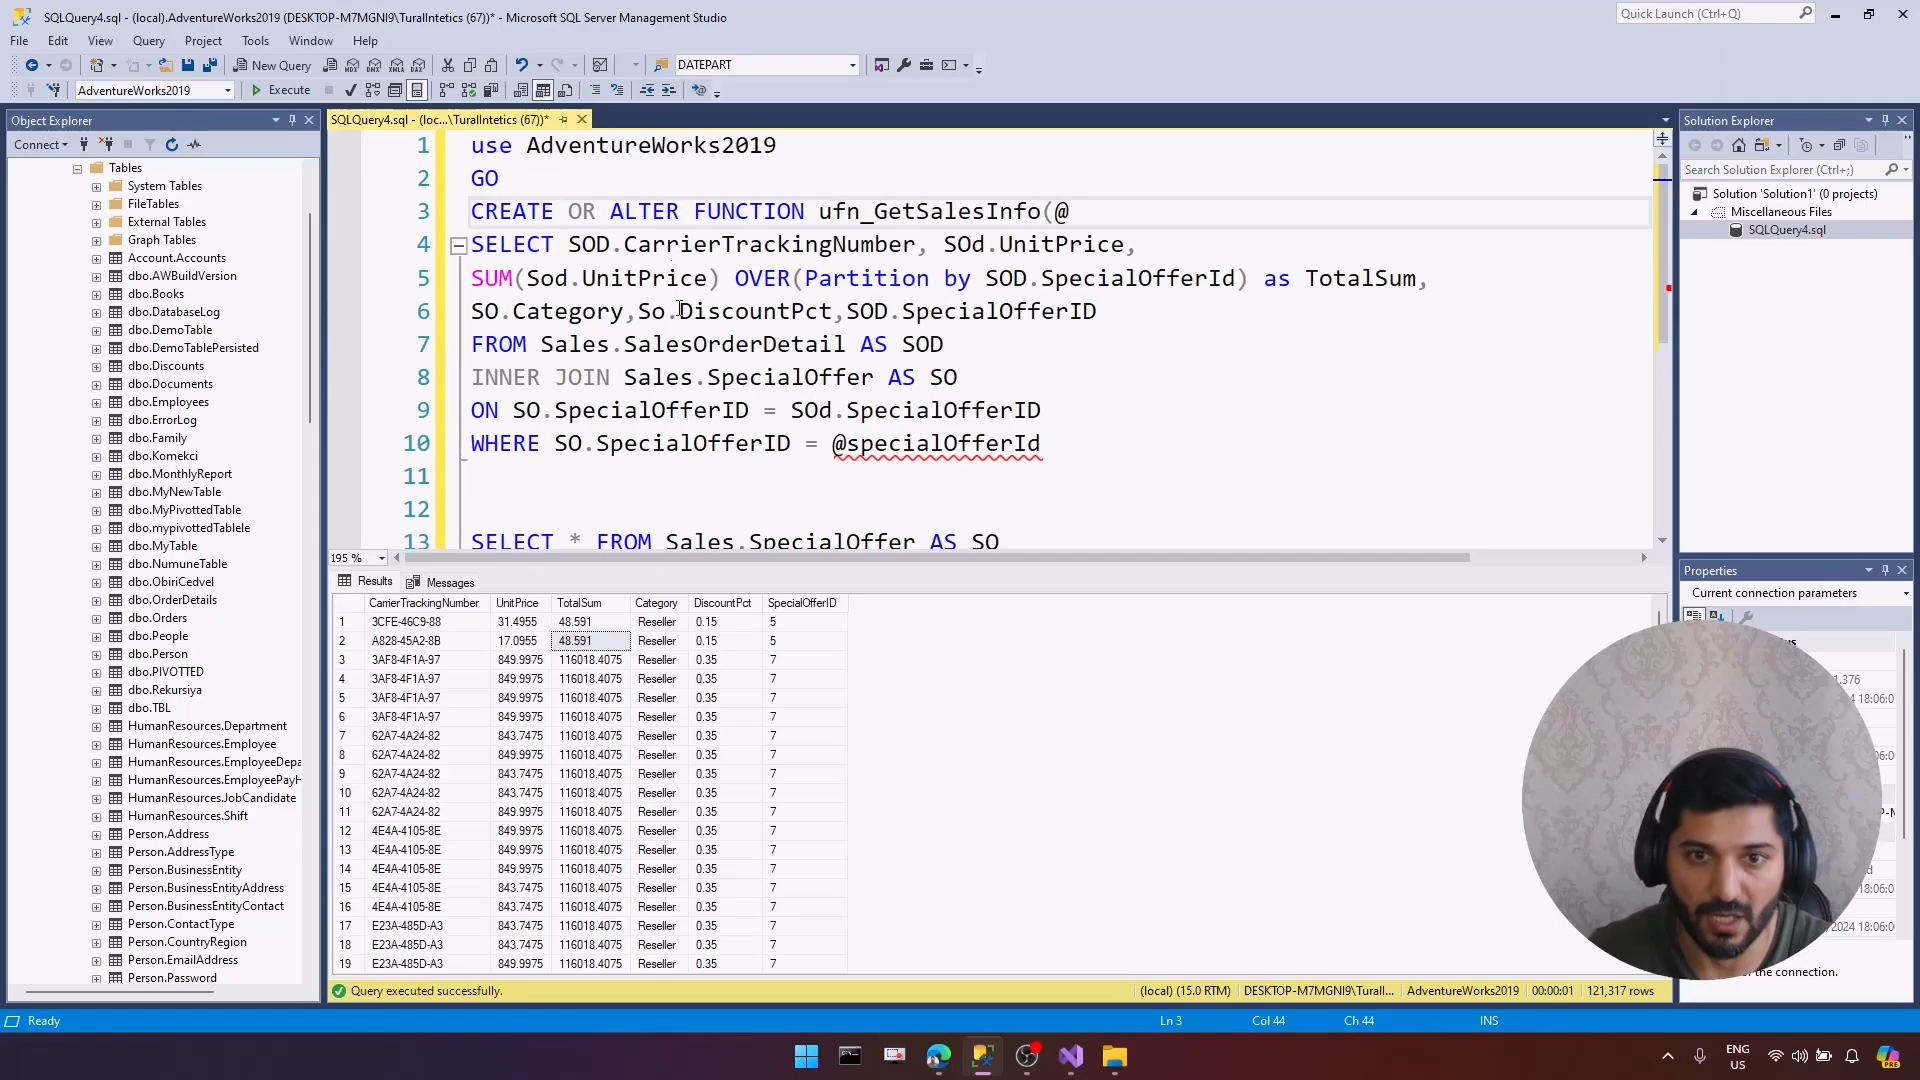 SQLQuery4.sql - (local).AdventureWorks2019 (DESKTOP-M7MGNI9\TuralIntetics (67))* - Microsoft SQL Server Management Studio
Quick Launch (Ctrl+Q)
File Edit View Query Project Tools Window Help
New Query
DATEPART
AdventureWorks2019
Execute
Object Explorer
Connect
Tables
System Tables
FileTables
External Tables
Graph Tables
Account.Accounts
dbo.AWBuildVersion
dbo.Books
dbo.DatabaseLog
dbo.DemoTable
dbo.DemoTablePersisted
dbo.Discounts
dbo.Documents
dbo.Employees
dbo.ErrorLog
dbo.Family
dbo.Komekci
dbo.MonthlyReport
dbo.MyNewTable
dbo.MyPivottedTable
dbo.mypivottedTablele
dbo.MyTable
dbo.NumuneTable
dbo.ObiriCedvel
dbo.OrderDetails
dbo.Orders
dbo.People
dbo.Person
dbo.PIVOTTED
dbo.Rekursiya
dbo.TBL
HumanResources.Department
HumanResources.Employee
HumanResources.EmployeeDepa
HumanResources.EmployeePayH
HumanResources.JobCandidate
HumanResources.Shift
Person.Address
Person.AddressType
Person.BusinessEntity
Person.BusinessEntityAddress
Person.BusinessEntityContact
Person.ContactType
Person.CountryRegion
Person.EmailAddress
Person.Password
SQLQuery4.sql - (loc...\TuralIntetics (67))*
1 use AdventureWorks2019
2 GO
3 CREATE OR ALTER FUNCTION ufn_GetSalesInfo(@
4 SELECT SOD.CarrierTrackingNumber, SOd.UnitPrice,
5 SUM(Sod.UnitPrice) OVER(Partition by SOD.SpecialOfferId) as TotalSum,
6 SO.Category,So.DiscountPct,SOD.SpecialOfferID
7 FROM Sales.SalesOrderDetail AS SOD
8 INNER JOIN Sales.SpecialOffer AS SO
9 ON SO.SpecialOfferID = SOd.SpecialOfferID
10 WHERE SO.SpecialOfferID = @specialOfferId
11
12
13 SELECT * FROM Sales.SpecialOffer AS SO
195 %
Results Messages
CarrierTrackingNumber UnitPrice TotalSum Category DiscountPct SpecialOfferID
1 3CFE-46C9-88 31.4955 48.591 Reseller 0.15 5
2 A828-45A2-8B 17.0955 48.591 Reseller 0.15 5
3 3AF8-4F1A-97 849.9975 116018.4075 Reseller 0.35 7
4 3AF8-4F1A-97 849.9975 116018.4075 Reseller 0.35 7
5 3AF8-4F1A-97 849.9975 116018.4075 Reseller 0.35 7
6 3AF8-4F1A-97 849.9975 116018.4075 Reseller 0.35 7
7 62A7-4A24-82 843.7475 116018.4075 Reseller 0.35 7
8 62A7-4A24-82 849.9975 116018.4075 Reseller 0.35 7
9 62A7-4A24-82 843.7475 116018.4075 Reseller 0.35 7
10 62A7-4A24-82 843.7475 116018.4075 Reseller 0.35 7
11 62A7-4A24-82 849.9975 116018.4075 Reseller 0.35 7
12 4E4A-4105-8E 849.9975 116018.4075 Reseller 0.35 7
13 4E4A-4105-8E 849.9975 116018.4075 Reseller 0.35 7
14 4E4A-4105-8E 849.9975 116018.4075 Reseller 0.35 7
15 4E4A-4105-8E 843.7475 116018.4075 Reseller 0.35 7
16 4E4A-4105-8E 849.9975 116018.4075 Reseller 0.35 7
17 E23A-485D-A3 843.7475 116018.4075 Reseller 0.35 7
18 E23A-485D-A3 843.7475 116018.4075 Reseller 0.35 7
19 E23A-485D-A3 849.9975 116018.4075 Reseller 0.35 7
Query executed successfully.
(local) (15.0 RTM) DESKTOP-M7MGNI9\Turall... AdventureWorks2019 00:00:01 121,317 rows
Solution Explorer
Search Solution Explorer (Ctrl+;)
Solution 'Solution1' (0 projects)
Miscellaneous Files
SQLQuery4.sql
Properties
Current connection parameters
.376
18:06:0
18:06:0
2024 18:06:0
the connection.
Ready
Ln 3 Col 44 Ch 44 INS
ENG
US
PRE